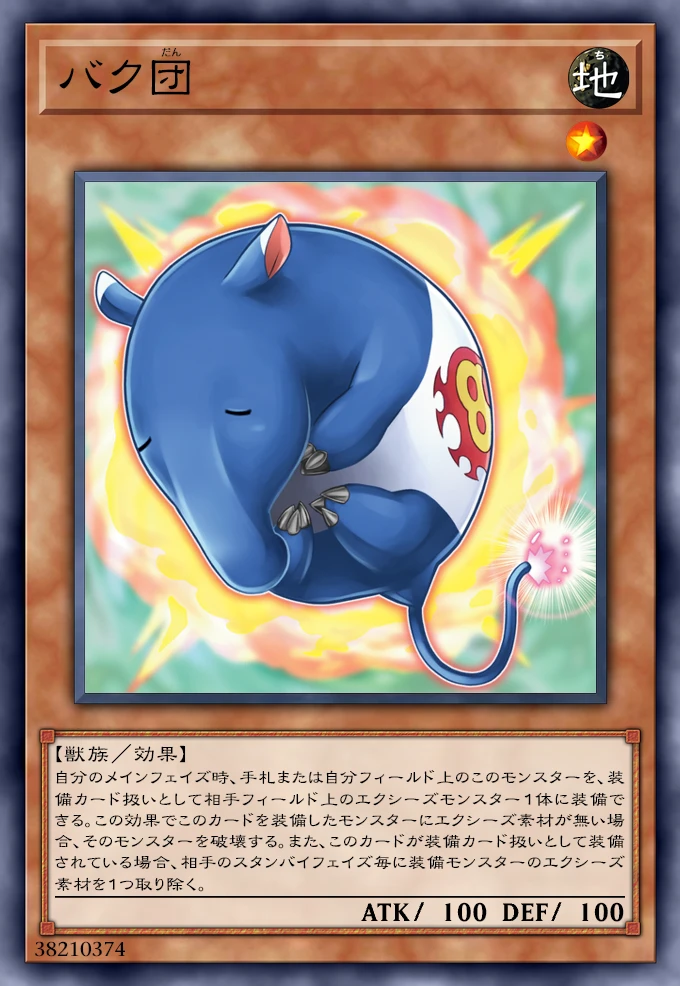 だん
バク団
ち
地
8
【獣族／効果】
自分のメインフェイズ時、手札または自分フィールド上のこのモンスターを、装
備カード扱いとして相手フィールド上のエクシーズモンスター１体に装備で
きる。この効果でこのカードを装備したモンスターにエクシーズ素材が無い場
合、そのモンスターを破壊する。また、このカードが装備カード扱いとして装備
されている場合、相手のスタンバイフェイズ毎に装備モンスターのエクシーズ
素材を１つ取り除く。
ATK/ 100 DEF/ 100
38210374